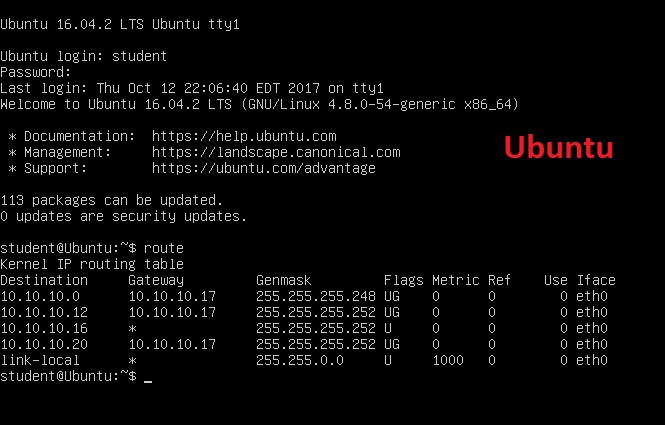 Ubuntu 16.04.2 LTS Ubuntu tty1
Ubuntu login: student
Password:
Last login: Thu Oct 12 22:06:40 EDT 2017 on tty1
Welcome to Ubuntu 16.04.2 LTS (GNU/Linux 4.8.0-54-generic x86_64)
* Documentation:  https://help.ubuntu.com
* Management:     https://landscape.canonical.com
* Support:        https://ubuntu.com/advantage
Ubuntu
113 packages can be updated.
0 updates are security updates.
student@Ubuntu:~$ route
Kernel IP routing table
Destination     Gateway         Genmask         Flags Metric Ref    Use Iface
10.10.10.0      10.10.10.17     255.255.255.248 UG    0      0        0 eth0
10.10.10.12     10.10.10.17     255.255.255.252 UG    0      0        0 eth0
10.10.10.16     *               255.255.255.252 U     0      0        0 eth0
10.10.10.20     10.10.10.17     255.255.255.252 UG    0      0        0 eth0
link-local      *               255.255.0.0     U     1000   0        0 eth0
student@Ubuntu:~$ _